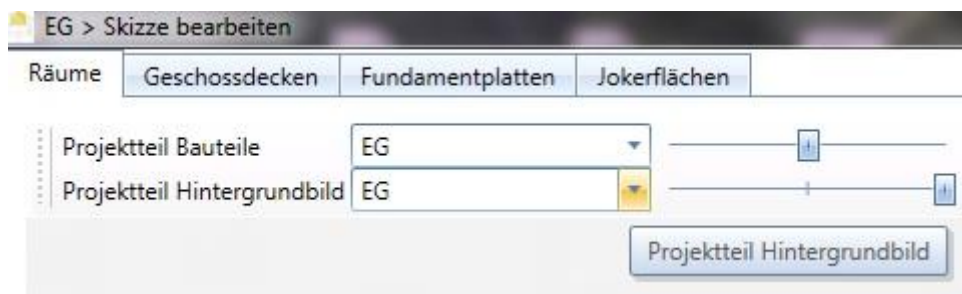 EG > Skizze bearbeiten
Räume Geschossdecken Fundamentplatten Jokerflächen
Projektteil Bauteile EG
Projektteil Hintergrundbild EG
Projektteil Hintergrundbild